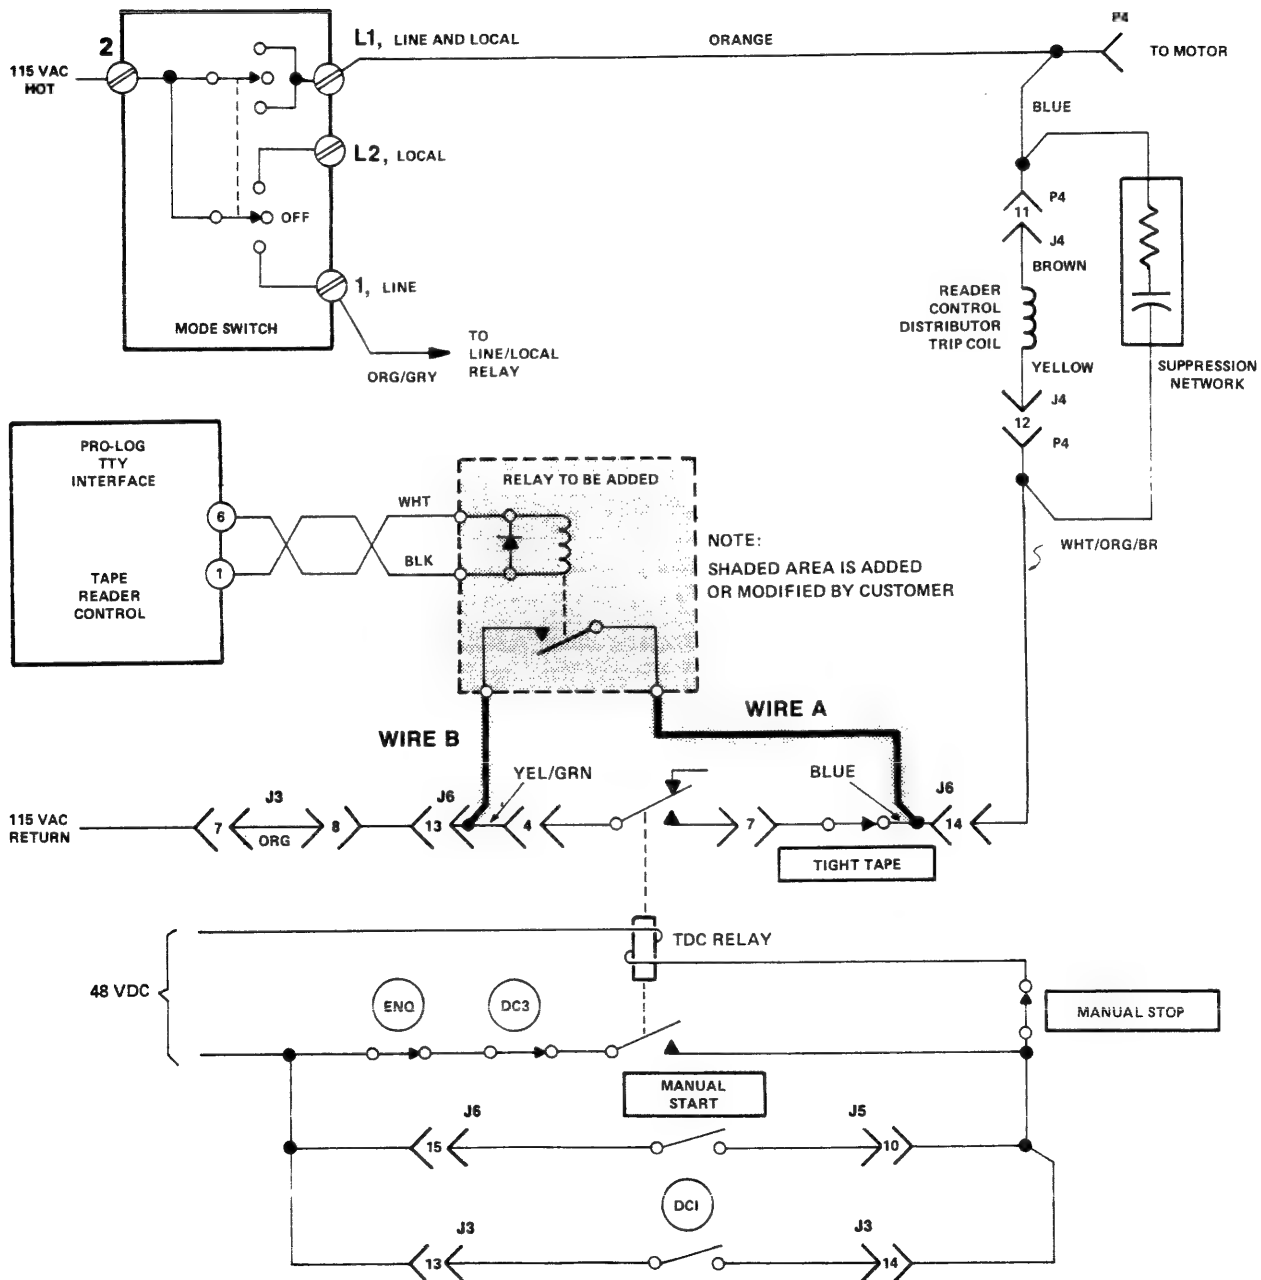 P4
2
L1, LINE AND LOCAL
ORANGE
TO MOTOR
115 VAC
HOT
BLUE
L2, LOCAL
P4
11
J4
OFF
BROWN
1, LINE
READER
CONTROL
DISTRIBUTOR
TRIP COIL
MODE SWITCH
TO
LINE/LOCAL
RELAY
ORG/GRY
YELLOW
SUPPRESSION
NETWORK
J4
12
P4
PRO-LOG
TTY
INTERFACE
RELAY TO BE ADDED
WHT
6
NOTE:
SHADED AREA IS ADDED
OR MODIFIED BY CUSTOMER
WHT/ORG/BR
BLK
1
TAPE
READER
CONTROL
WIRE A
WIRE B
YEL/GRN
BLUE
J3
J6
J6
115 VAC
RETURN
7
ORG
8
13
4
7
14
TIGHT TAPE
TDC RELAY
48 VDC
ENQ
DC3
MANUAL STOP
MANUAL
START
J6
J5
15
10
DC1
J3
J3
13
14